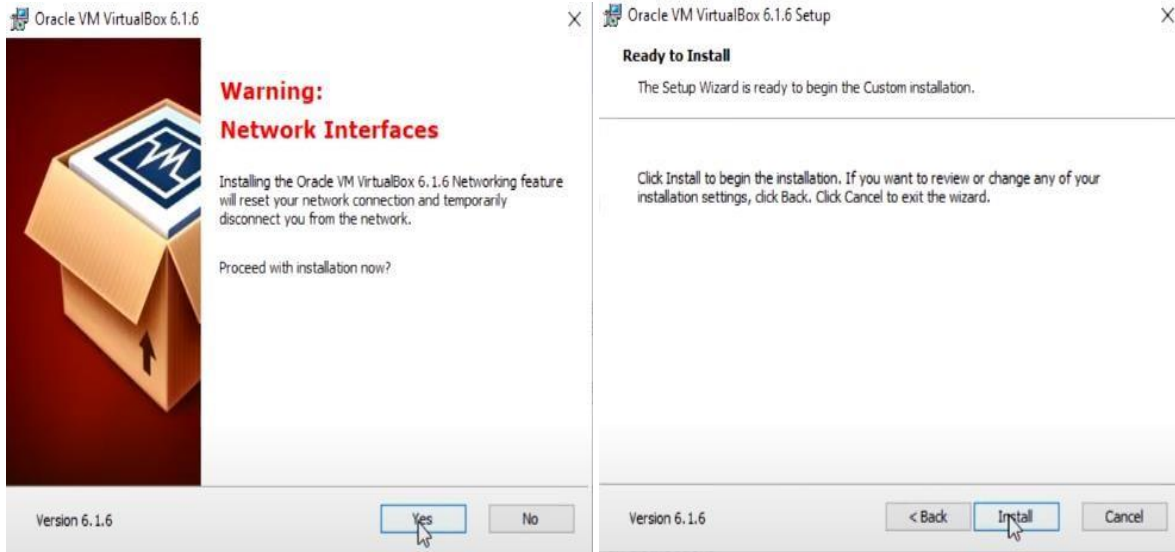 Oracle VM VirtualBox 6.1.6
Warning:
Network Interfaces
Installing the Oracle VM VirtualBox 6.1.6 Networking feature
will reset your network connection and temporarily
disconnect you from the network.
Proceed with installation now?
Version 6.1.6
Yes
No
Oracle VM VirtualBox 6.1.6 Setup
Ready to Install
The Setup Wizard is ready to begin the Custom installation.
Click Install to begin the installation. If you want to review or change any of your
installation settings, click Back. Click Cancel to exit the wizard.
Version 6.1.6
< Back
Install
Cancel